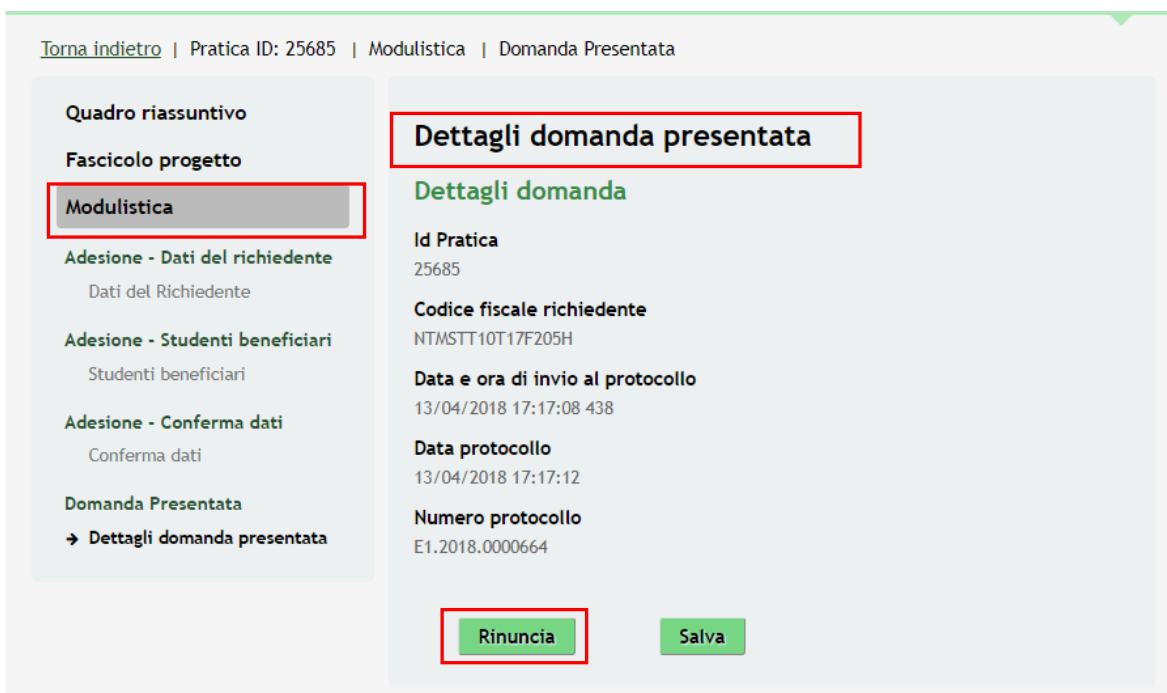 Torna indietro | Pratica ID: 25685 | Modulistica | Domanda Presentata
Quadro riassuntivo
Fascicolo progetto
Modulistica
Adesione - Dati del richiedente
Dati del Richiedente
Adesione - Studenti beneficiari
Studenti beneficiari
Adesione - Conferma dati
Conferma dati
Domanda Presentata
→ Dettagli domanda presentata
Dettagli domanda presentata
Dettagli domanda
Id Pratica
25685
Codice fiscale richiedente
NTMSTT10T17F205H
Data e ora di invio al protocollo
13/04/2018 17:17:08 438
Data protocollo
13/04/2018 17:17:12
Numero protocollo
E1.2018.0000664
Rinuncia Salva